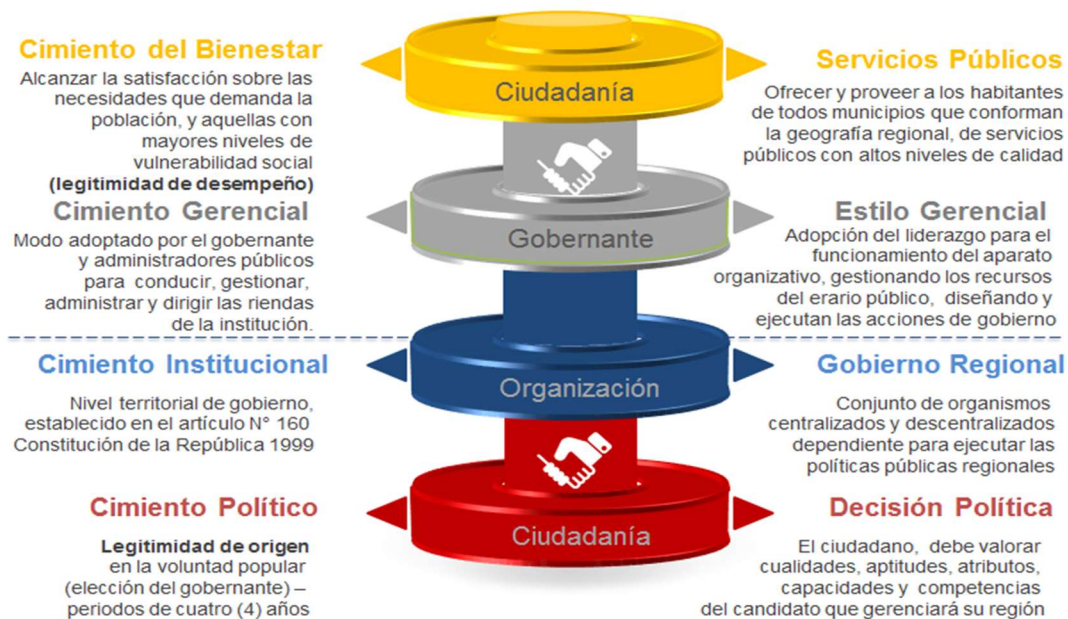 Cimiento del Bienestar
Alcanzar la satisfacción sobre las
necesidades que demanda la
población, y aquellas con
mayores niveles de
vulnerabilidad social
(legitimidad de desempeño)
Ciudadanía
Servicios Públicos
Ofrecer y proveer a los habitantes
de todos municipios que conforman
la geografía regional, de servicios
públicos con altos niveles de calidad
Cimiento Gerencial
Modo adoptado por el gobernante
y administradores públicos
para conducir, gestionar,
administrar y dirigir las riendas
de la institución.
Gobernante
Estilo Gerencial
Adopción del liderazgo para el
funcionamiento del aparato
organizativo, gestionando los recursos
del erario público, diseñando y
ejecutan las acciones de gobierno
Cimiento Institucional
Nivel territorial de gobierno,
establecido en el artículo N° 160
Constitución de la República 1999
Organización
Gobierno Regional
Conjunto de organismos
centralizados y descentralizados
dependiente para ejecutar las
políticas públicas regionales
Cimiento Político
Legitimidad de origen
en la voluntad popular
(elección del gobernante) –
periodos de cuatro (4) años
Ciudadanía
Decisión Política
El ciudadano, debe valorar
cualidades, aptitudes, atributos,
capacidades y competencias
del candidato que gerenciará su región